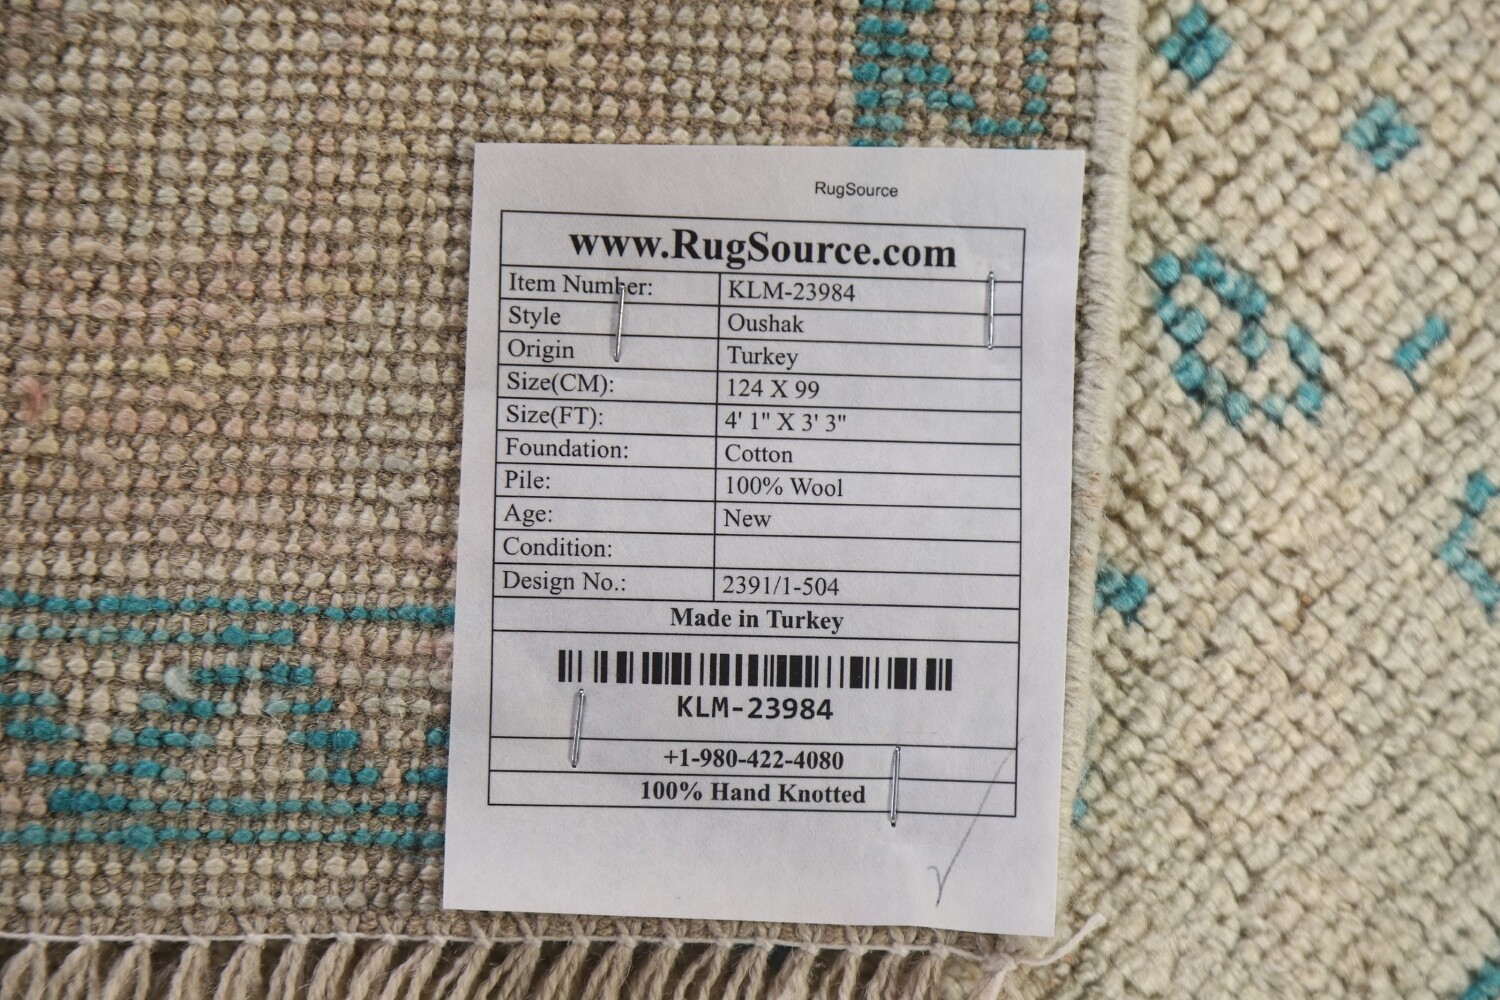 RugSource
www.RugSource.com
Item Number: KLM-23984
Style Oushak
Origin Turkey
Size(CM): 124 X 99
Size(FT): 4' 1" X 3' 3"
Foundation: Cotton
Pile: 100% Wool
Age: New
Condition:
Design No.: 2391/1-504
Made in Turkey
KLM-23984
+1-980-422-4080
100% Hand Knotted